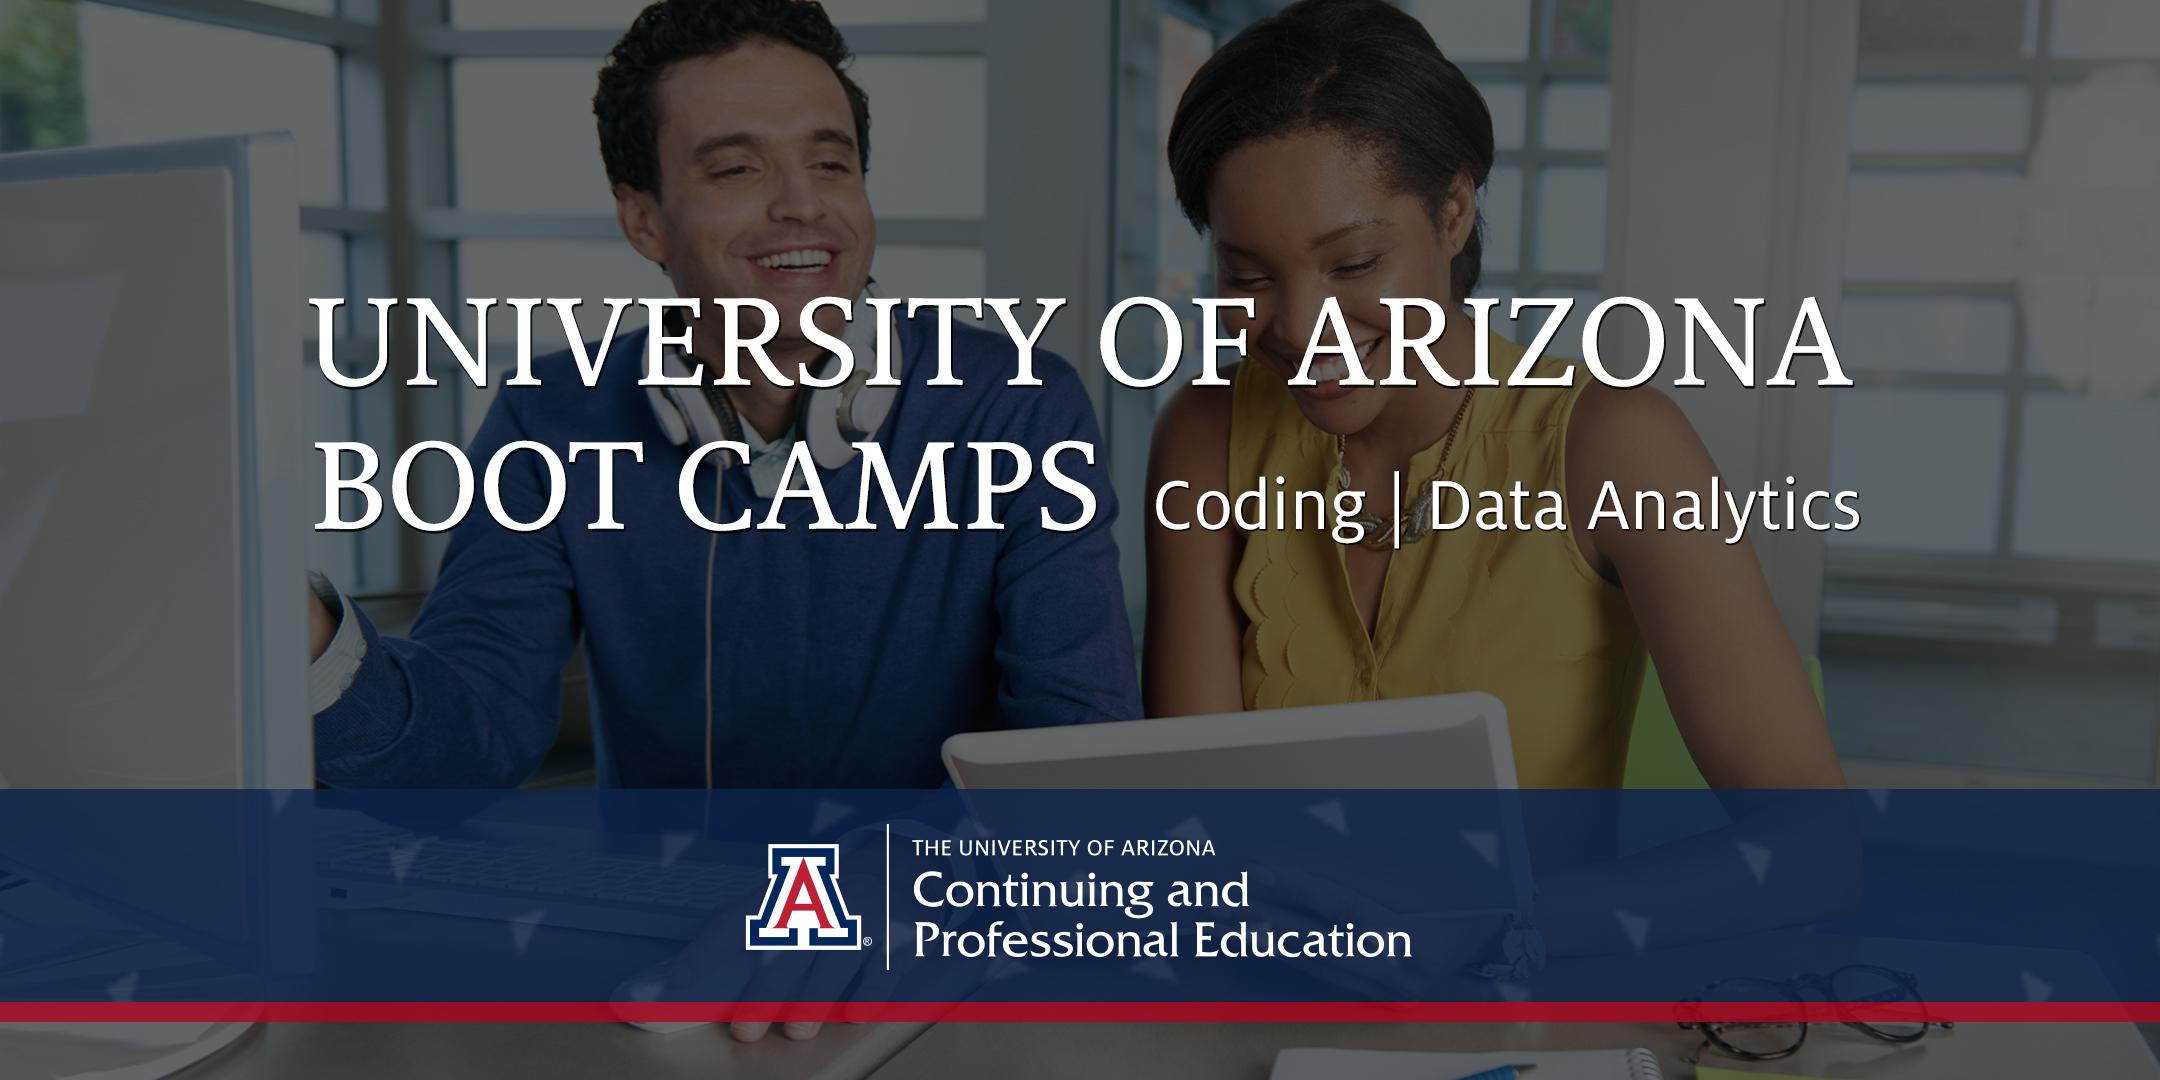 UNIVERSITY OF ARIZONA
BOOT CAMPS Coding | Data Analytics
A®
THE UNIVERSITY OF ARIZONA
Continuing and
Professional Education